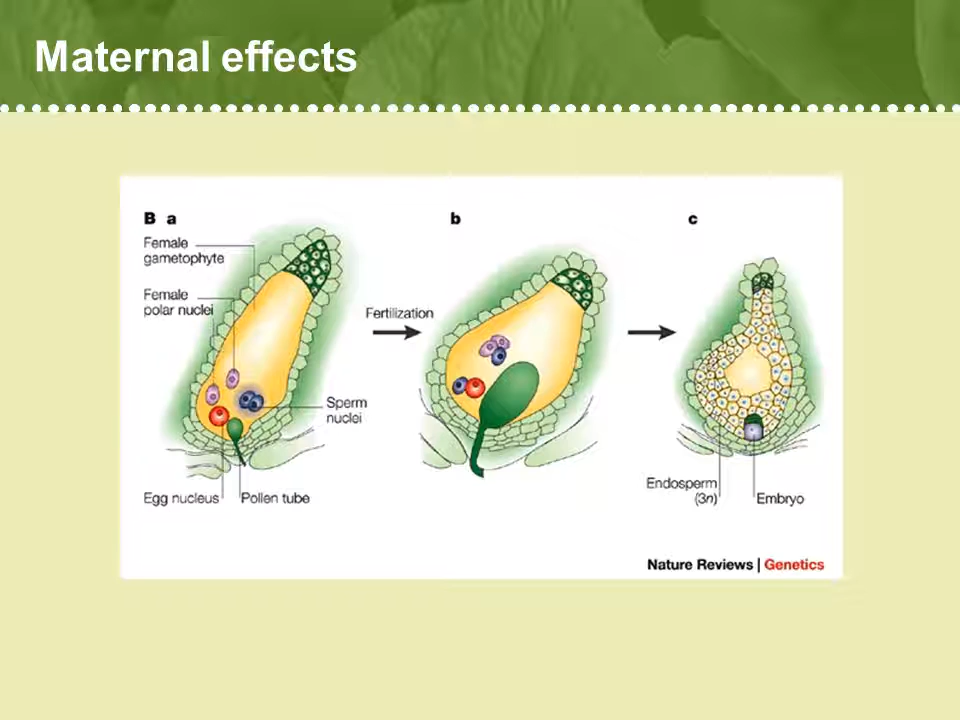 Maternal effects
B a
b
c
Female
gametophyte
Female
polar nuclei
Fertilization
Sperm
nuclei
Egg nucleus
Pollen tube
Endosperm
(3n)
Embryo
Nature Reviews | Genetics